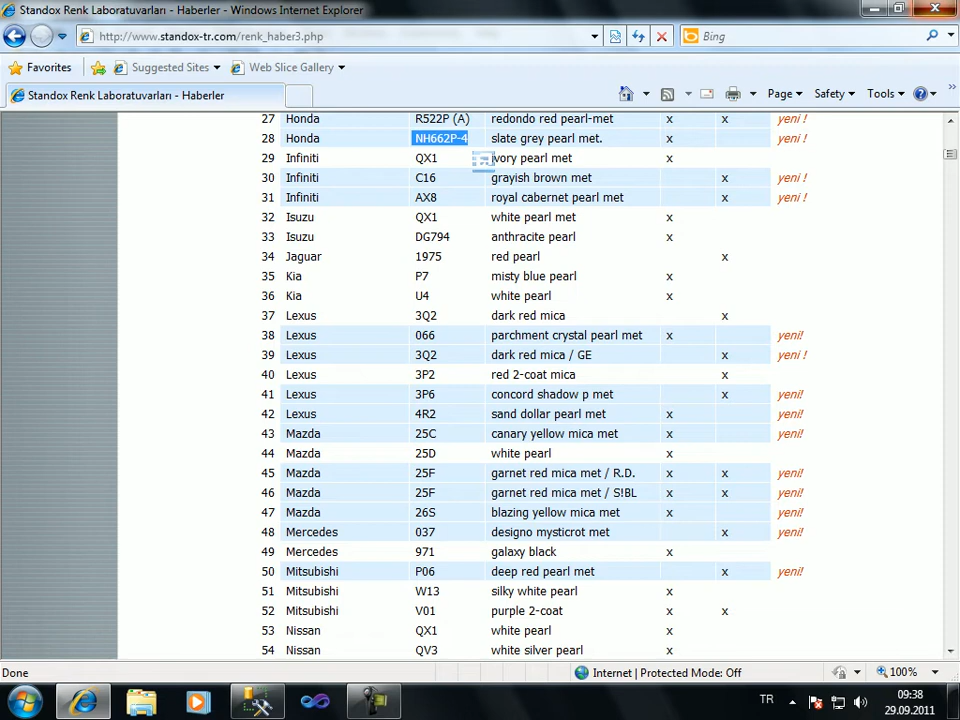 Standox Renk Laboratuvarları - Haberler - Windows Internet Explorer
http://www.standox-tr.com/renk_haber3.php
Bing
Favorites Suggested Sites Web Slice Gallery
Standox Renk Laboratuvarları - Haberler Page Safety Tools
27 Honda R522P (A) redondo red pearl-met x x yeni !
28 Honda NH662P-4 slate grey pearl met. x x yeni !
29 Infiniti QX1 ivory pearl met x
30 Infiniti C16 grayish brown met x yeni !
31 Infiniti AX8 royal cabernet pearl met x yeni !
32 Isuzu QX1 white pearl met x
33 Isuzu DG794 anthracite pearl x
34 Jaguar 1975 red pearl x
35 Kia P7 misty blue pearl x
36 Kia U4 white pearl x
37 Lexus 3Q2 dark red mica x
38 Lexus 066 parchment crystal pearl met x yeni!
39 Lexus 3Q2 dark red mica / GE x yeni !
40 Lexus 3P2 red 2-coat mica x
41 Lexus 3P6 concord shadow p met x yeni!
42 Lexus 4R2 sand dollar pearl met x yeni!
43 Mazda 25C canary yellow mica met x yeni!
44 Mazda 25D white pearl x
45 Mazda 25F garnet red mica met / R.D. x x yeni!
46 Mazda 25F garnet red mica met / S!BL x x yeni!
47 Mazda 26S blazing yellow mica met x yeni!
48 Mercedes 037 designo mysticrot met x yeni!
49 Mercedes 971 galaxy black x
50 Mitsubishi P06 deep red pearl met x yeni!
51 Mitsubishi W13 silky white pearl x
52 Mitsubishi V01 purple 2-coat x x
53 Nissan QX1 white pearl x
54 Nissan QV3 white silver pearl x
Done Internet | Protected Mode: Off 100%
TR 09:38
29.09.2011